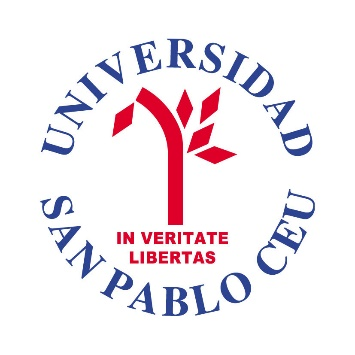 UNIVERSIDAD
IN VERITATE
LIBERTAS
SAN PABLO CEU